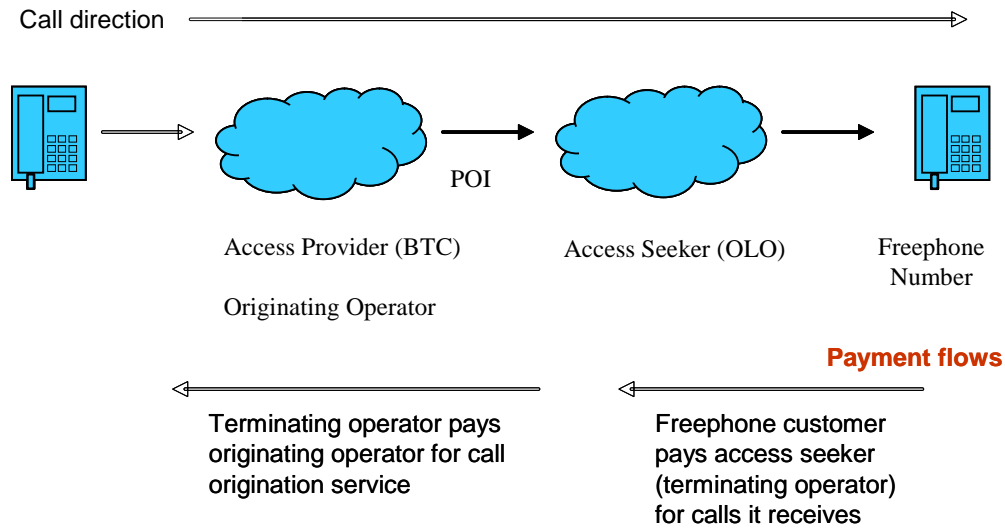 Call direction
POI
Access Provider (BTC)
Originating Operator
Access Seeker (OLO)
Freephone
Number
Payment flows
Terminating operator pays
originating operator for call
origination service
Freephone customer
pays access seeker
(terminating operator)
for calls it receives